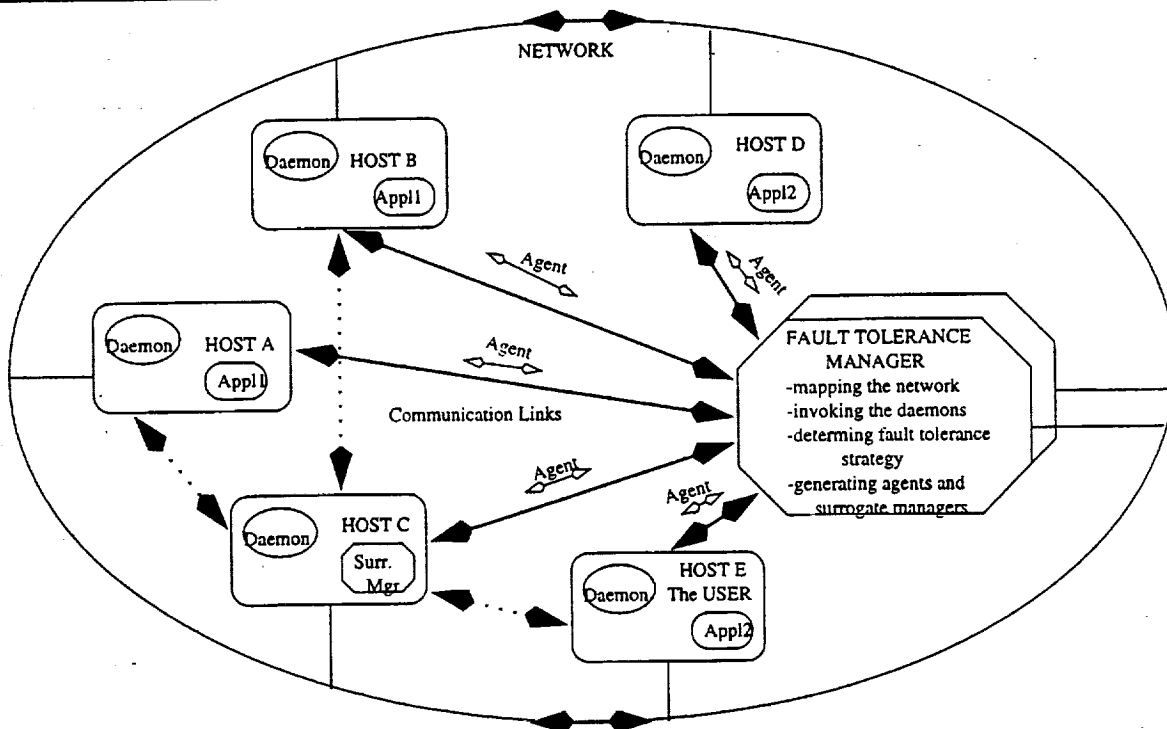 NETWORK
Daemon
HOST B
Appl1
Daemon
HOST D
Appl2
Agent
Agent
Daemon
HOST A
Appl1
Agent
Communication Links
FAULT TOLERANCE
MANAGER
-mapping the network
-invoking the daemons
-determing fault tolerance
strategy
-generating agents and
surrogate managers
Agent
Agent
Daemon
HOST C
Surr.
Mgr
Daemon
HOST E
The USER
Appl2